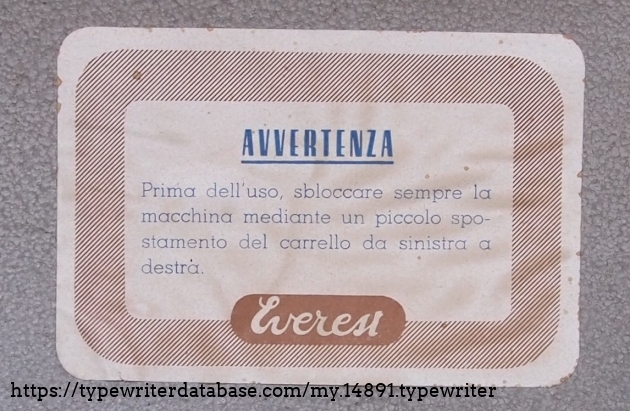 AVVERTENZA
Prima dell'uso, sbloccare sempre la
macchina mediante un piccolo spo-
stamento del carrello da sinistra a
destra.
Everest
https://typewriterdatabase.com/my.14891.typewriter